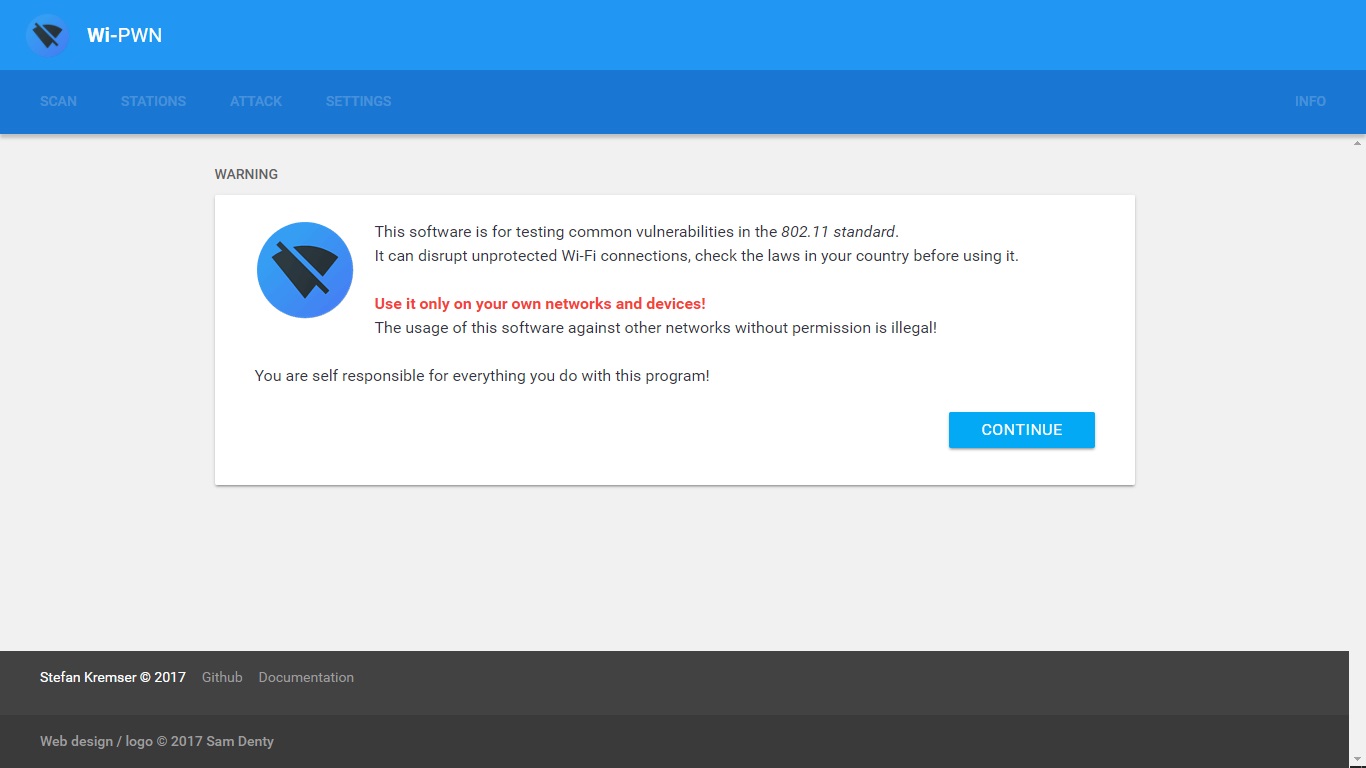 Wi-PWN
SCAN STATIONS ATTACK SETTINGS INFO
WARNING
This software is for testing common vulnerabilities in the 802.11 standard.
It can disrupt unprotected Wi-Fi connections, check the laws in your country before using it.
Use it only on your own networks and devices!
The usage of this software against other networks without permission is illegal!
You are self responsible for everything you do with this program!
CONTINUE
Stefan Kremser © 2017 Github Documentation
Web design / logo © 2017 Sam Denty